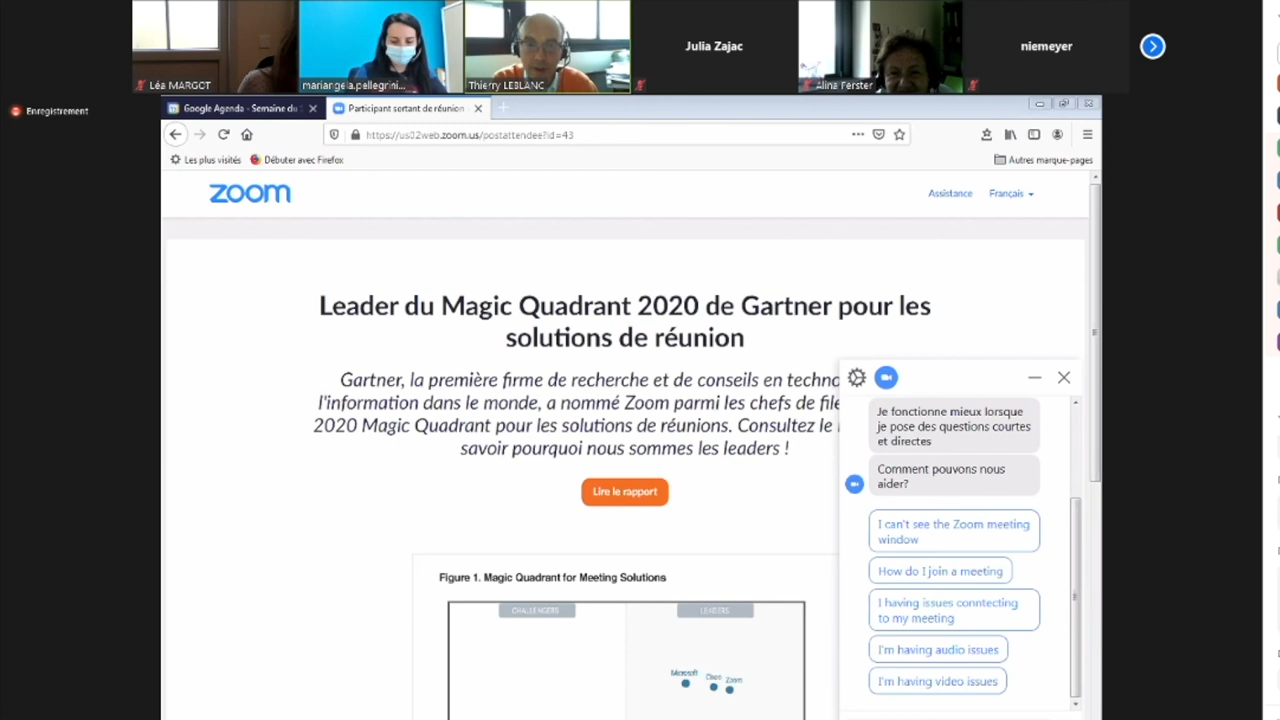 Julia Zajac
niemeyer
Léa MARGOT
mariangela.pellegrini...
Thierry LEBLANC
Alina Ferster
Enregistrement
Google Agenda - Semaine du
Participant sortant de réunion
https://us02web.zoom.us/postattendee?id=43
Les plus visités
Débuter avec Firefox
Autres marque-pages
zoom
Assistance
Français
Leader du Magic Quadrant 2020 de Gartner pour les
solutions de réunion
Gartner, la première firme de recherche et de conseils en techno
l'information dans le monde, a nommé Zoom parmi les chefs de file
2020 Magic Quadrant pour les solutions de réunions. Consultez le
savoir pourquoi nous sommes les leaders !
Lire le rapport
Figure 1. Magic Quadrant for Meeting Solutions
CHALLENGERS
LEADERS
Microsoft
Cisco
Zoom
Je fonctionne mieux lorsque
je pose des questions courtes
et directes
Comment pouvons nous
aider?
I can't see the Zoom meeting
window
How do I join a meeting
I having issues conntecting
to my meeting
I'm having audio issues
I'm having video issues